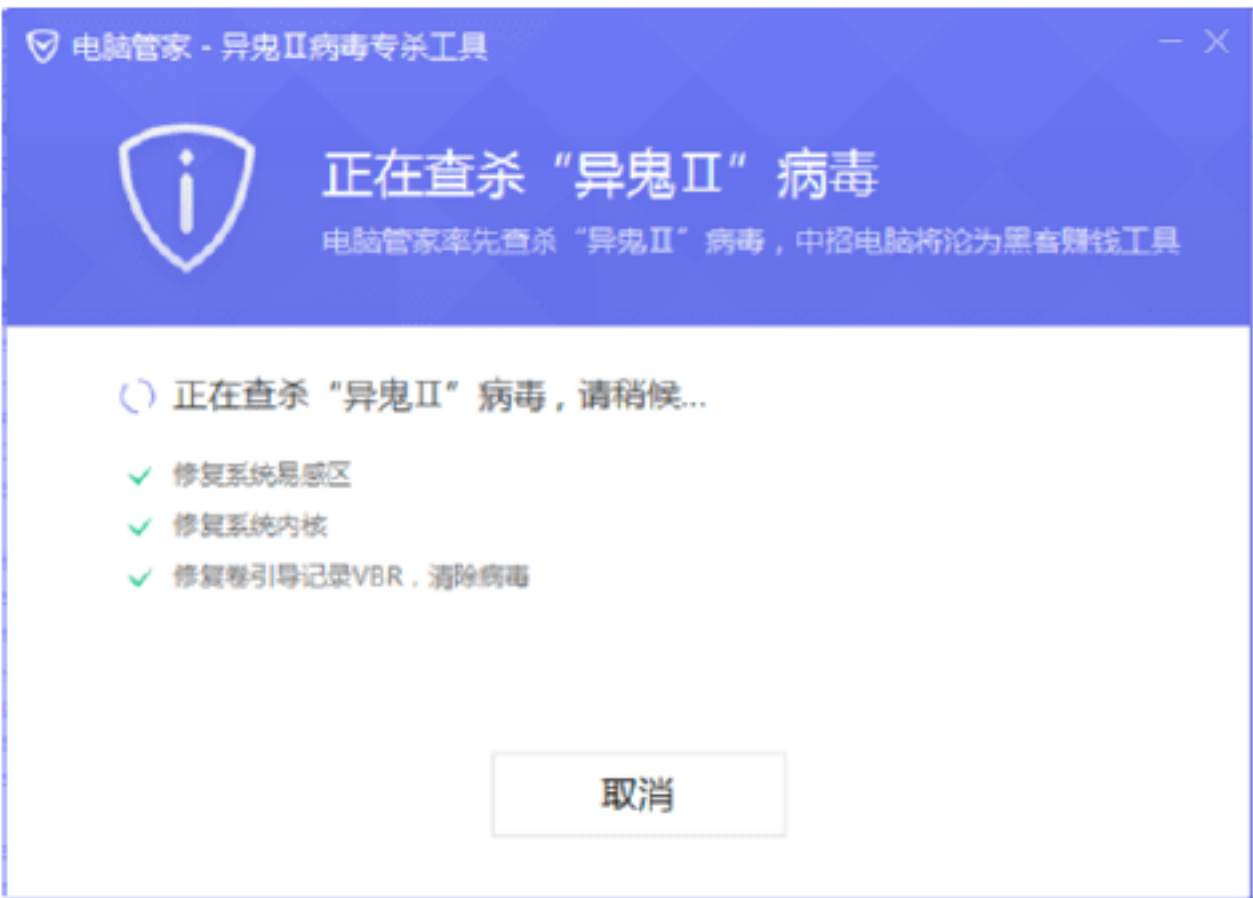 电脑管家 - 异鬼Ⅱ病毒专杀工具
正在查杀“异鬼Ⅱ”病毒
电脑管家率先查杀“异鬼Ⅱ”病毒，中招电脑将沦为黑客赚钱工具
正在查杀“异鬼Ⅱ”病毒，请稍候...
修复系统易感区
修复系统内核
修复卷引导记录VBR，清除病毒
取消